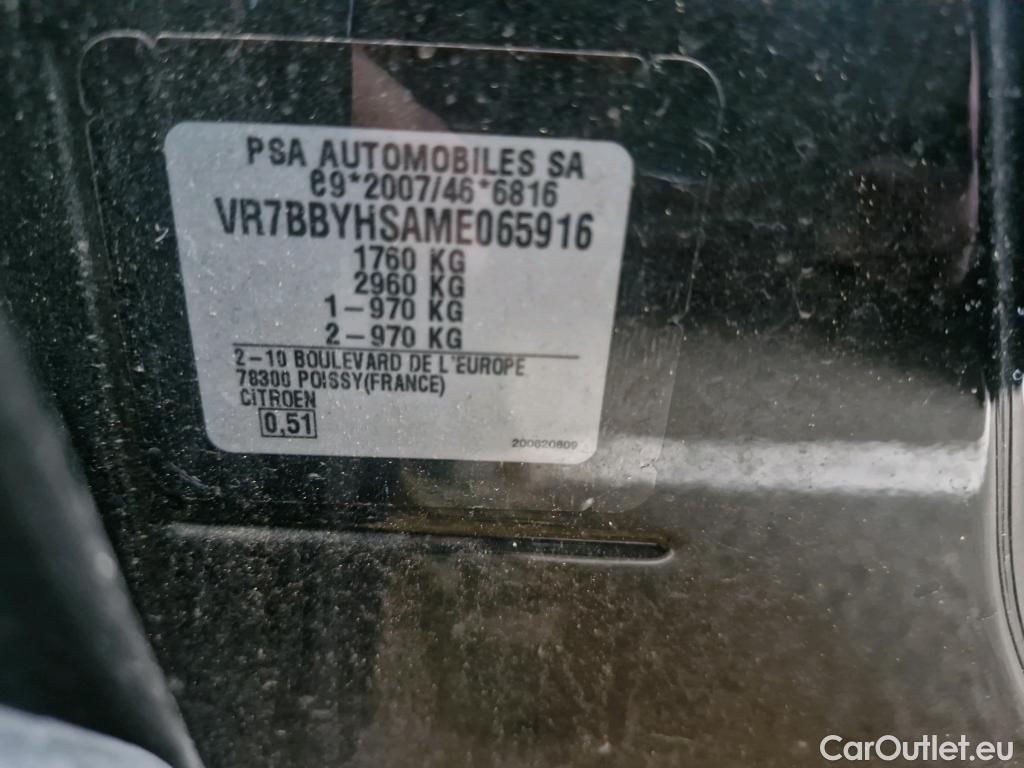 PSA AUTOMOBILES SA
e9*2007/46*6816
VR7BBYHSAME065916
1760 KG
2960 KG
1-970 KG
2-970 KG
2-10 BOULEVARD DE L'EUROPE
78300 POISSY(FRANCE)
CITROEN
0,51
200620809
CarOutlet.eu